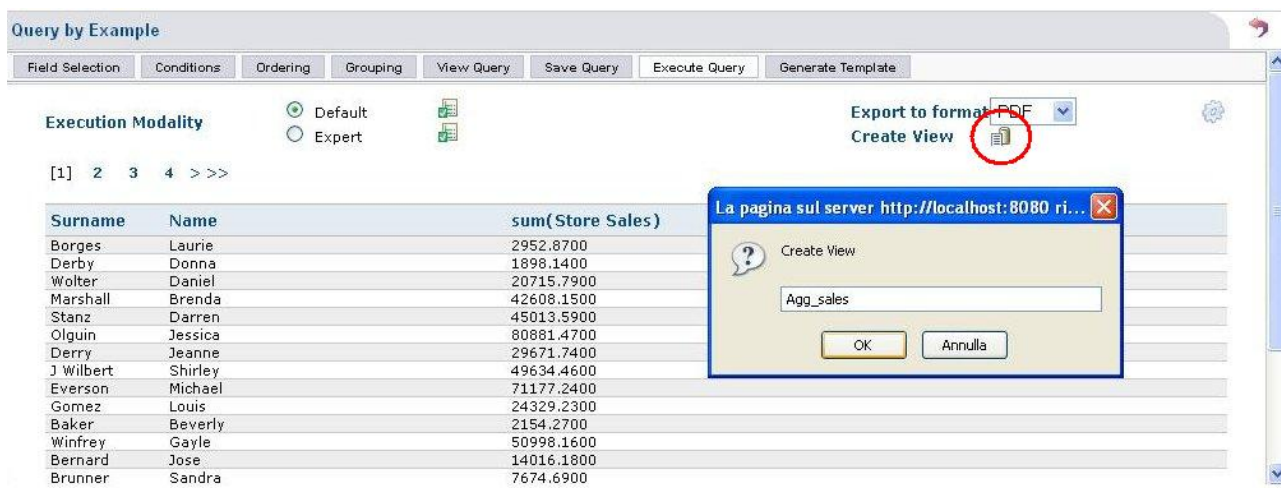 Query by Example
Field Selection Conditions Ordering Grouping View Query Save Query Execute Query Generate Template
Execution Modality
Default
Expert
Export to format PDF
Create View
[1] 2 3 4 > >>
Surname Name sum(Store Sales)
Borges Laurie 2952.8700
Derby Donna 1898.1400
Wolter Daniel 20715.7900
Marshall Brenda 42608.1500
Stanz Darren 45013.5900
Olguin Jessica 80881.4700
Derry Jeanne 29671.7400
J Wilbert Shirley 49634.4600
Everson Michael 71177.2400
Gomez Louis 24329.2300
Baker Beverly 2154.2700
Winfrey Gayle 50998.1600
Bernard Jose 14016.1800
Brunner Sandra 7674.6900
La pagina sul server http://localhost:8080 ri...
Create View
Agg_sales
OK Annulla